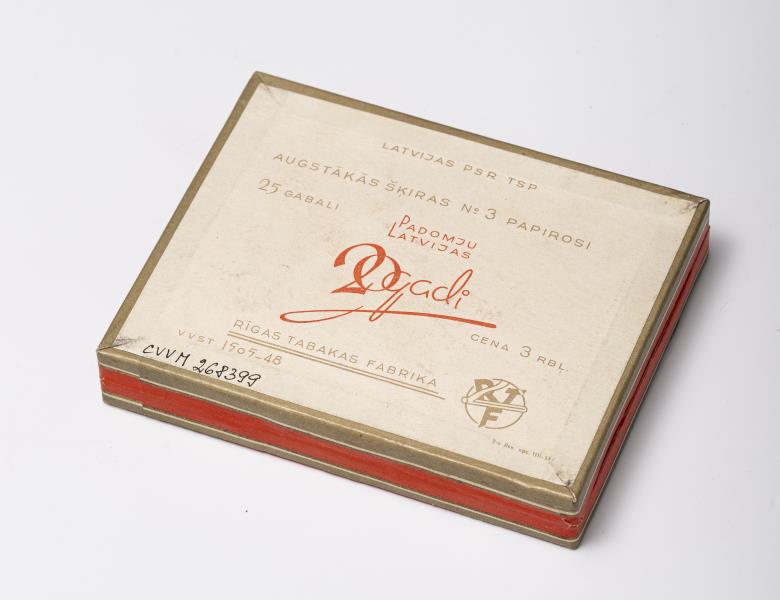 LATVIJAS PSR TSP
AUGSTĀKĀS ŠĶIRAS № 3 PAPIROSI
25 GABALI
PADOMJU
LATVIJAS
20 gadi
CENA 3 RBL.
RĪGAS TABAKAS FABRIKA
VVST 1505-48
CVVM 268399
RTF